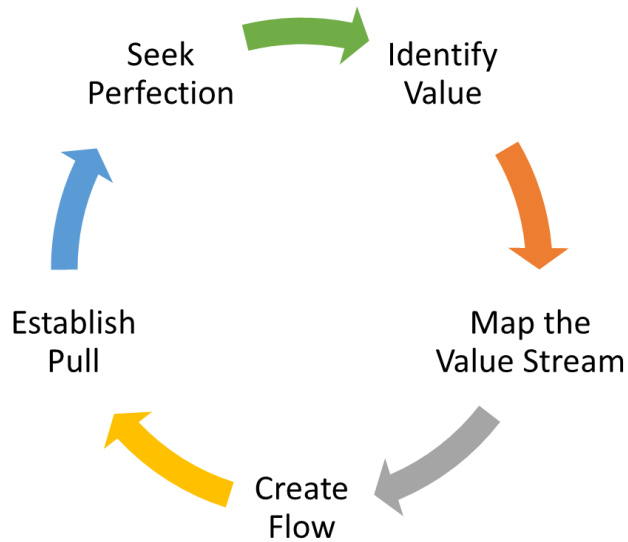 Seek
Perfection
Identify
Value
Map the
Value Stream
Create
Flow
Establish
Pull